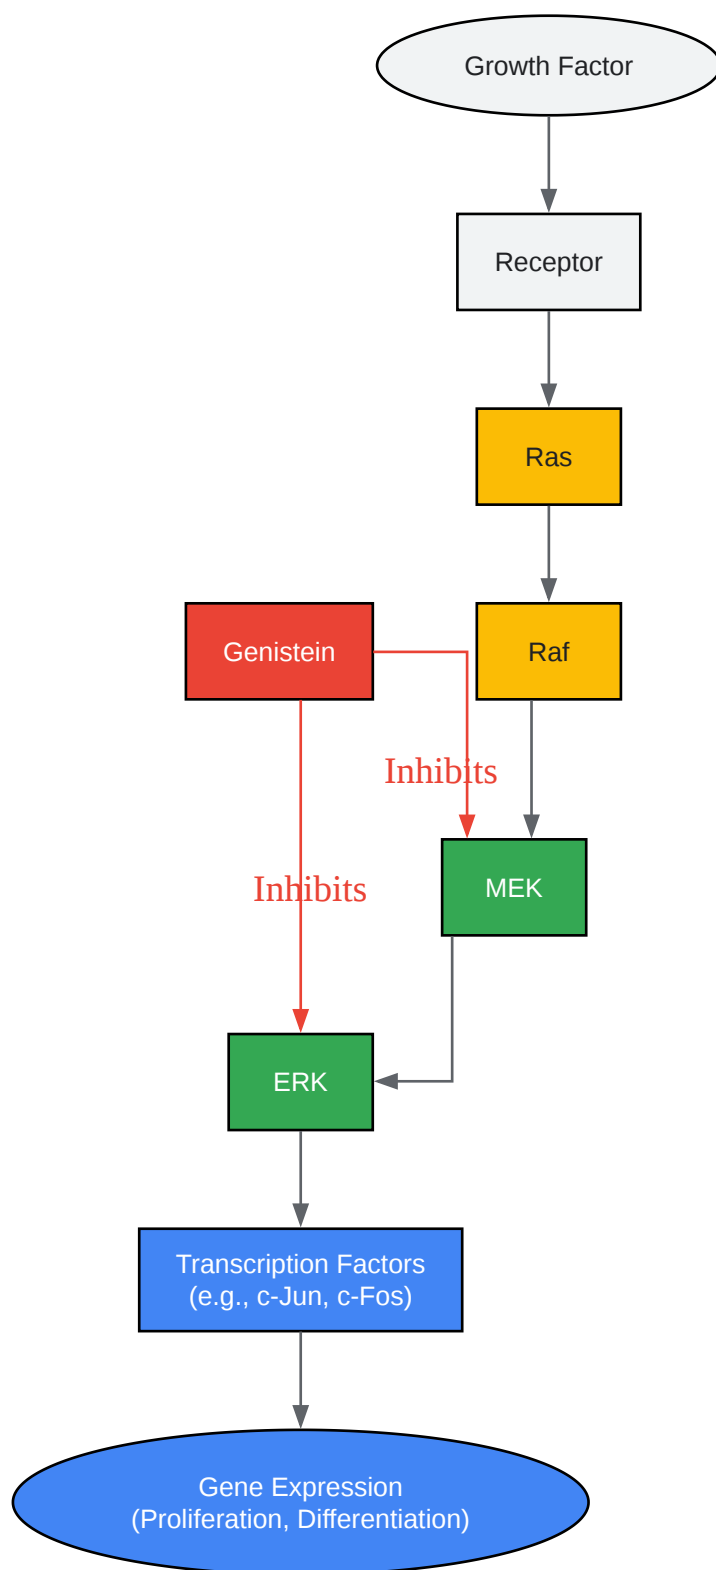 Growth Factor
Receptor
Ras
Genistein
Raf
Inhibits
Inhibits
MEK
ERK
Transcription Factors
(e.g., c-Jun, c-Fos)
Gene Expression
(Proliferation, Differentiation)